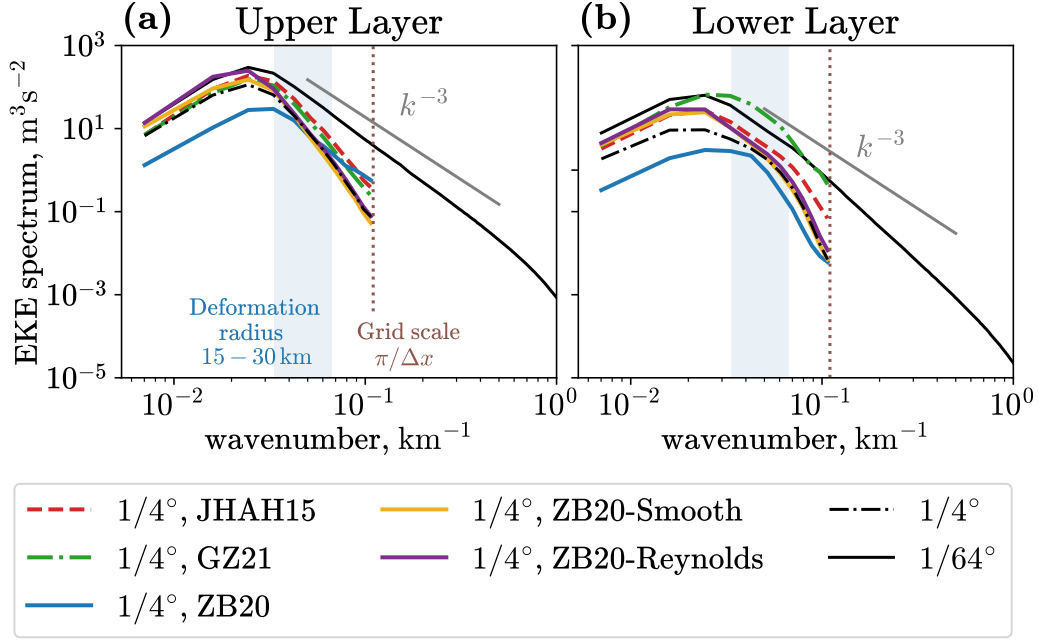 (a) Upper Layer
(b) Lower Layer
EKE spectrum, m³s⁻²
10³
10¹
10⁻¹
10⁻³
10⁻⁵
k⁻³
k⁻³
Deformation
radius
15 – 30 km
Grid scale
π/Δx
10⁻²
10⁻¹
10⁰
10⁻²
10⁻¹
10⁰
wavenumber, km⁻¹
wavenumber, km⁻¹
1/4°, JHAH15
1/4°, GZ21
1/4°, ZB20
1/4°, ZB20-Smooth
1/4°, ZB20-Reynolds
1/4°
1/64°